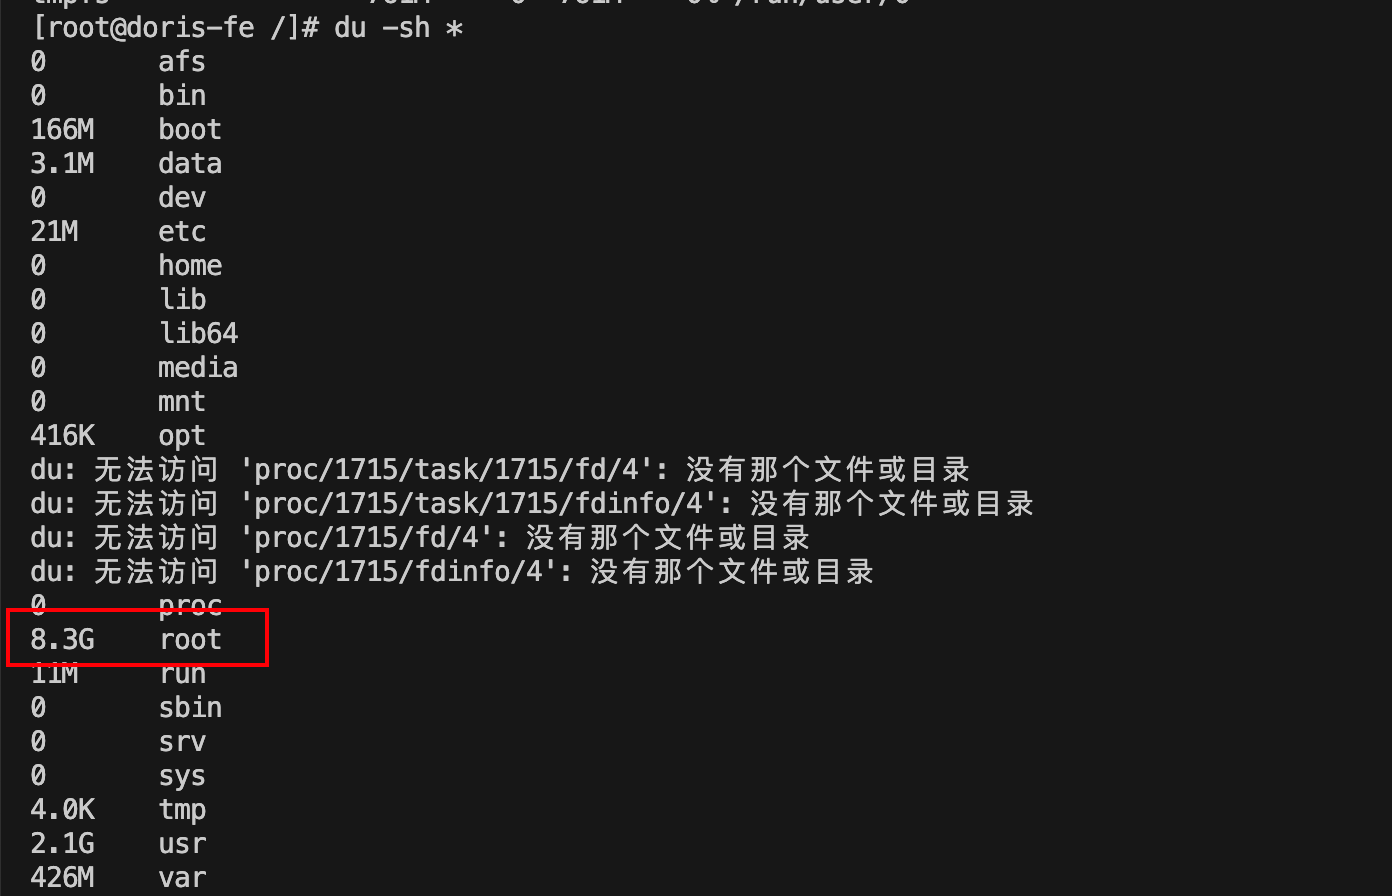 [root@doris-fe /]# du -sh *
0 afs
0 bin
166M boot
3.1M data
0 dev
21M etc
0 home
0 lib
0 lib64
0 media
0 mnt
416K opt
du: 无法访问 'proc/1715/task/1715/fd/4': 没有那个文件或目录
du: 无法访问 'proc/1715/task/1715/fdinfo/4': 没有那个文件或目录
du: 无法访问 'proc/1715/fd/4': 没有那个文件或目录
du: 无法访问 'proc/1715/fdinfo/4': 没有那个文件或目录
0 proc
8.3G root
11M run
0 sbin
0 srv
0 sys
4.0K tmp
2.1G usr
426M var